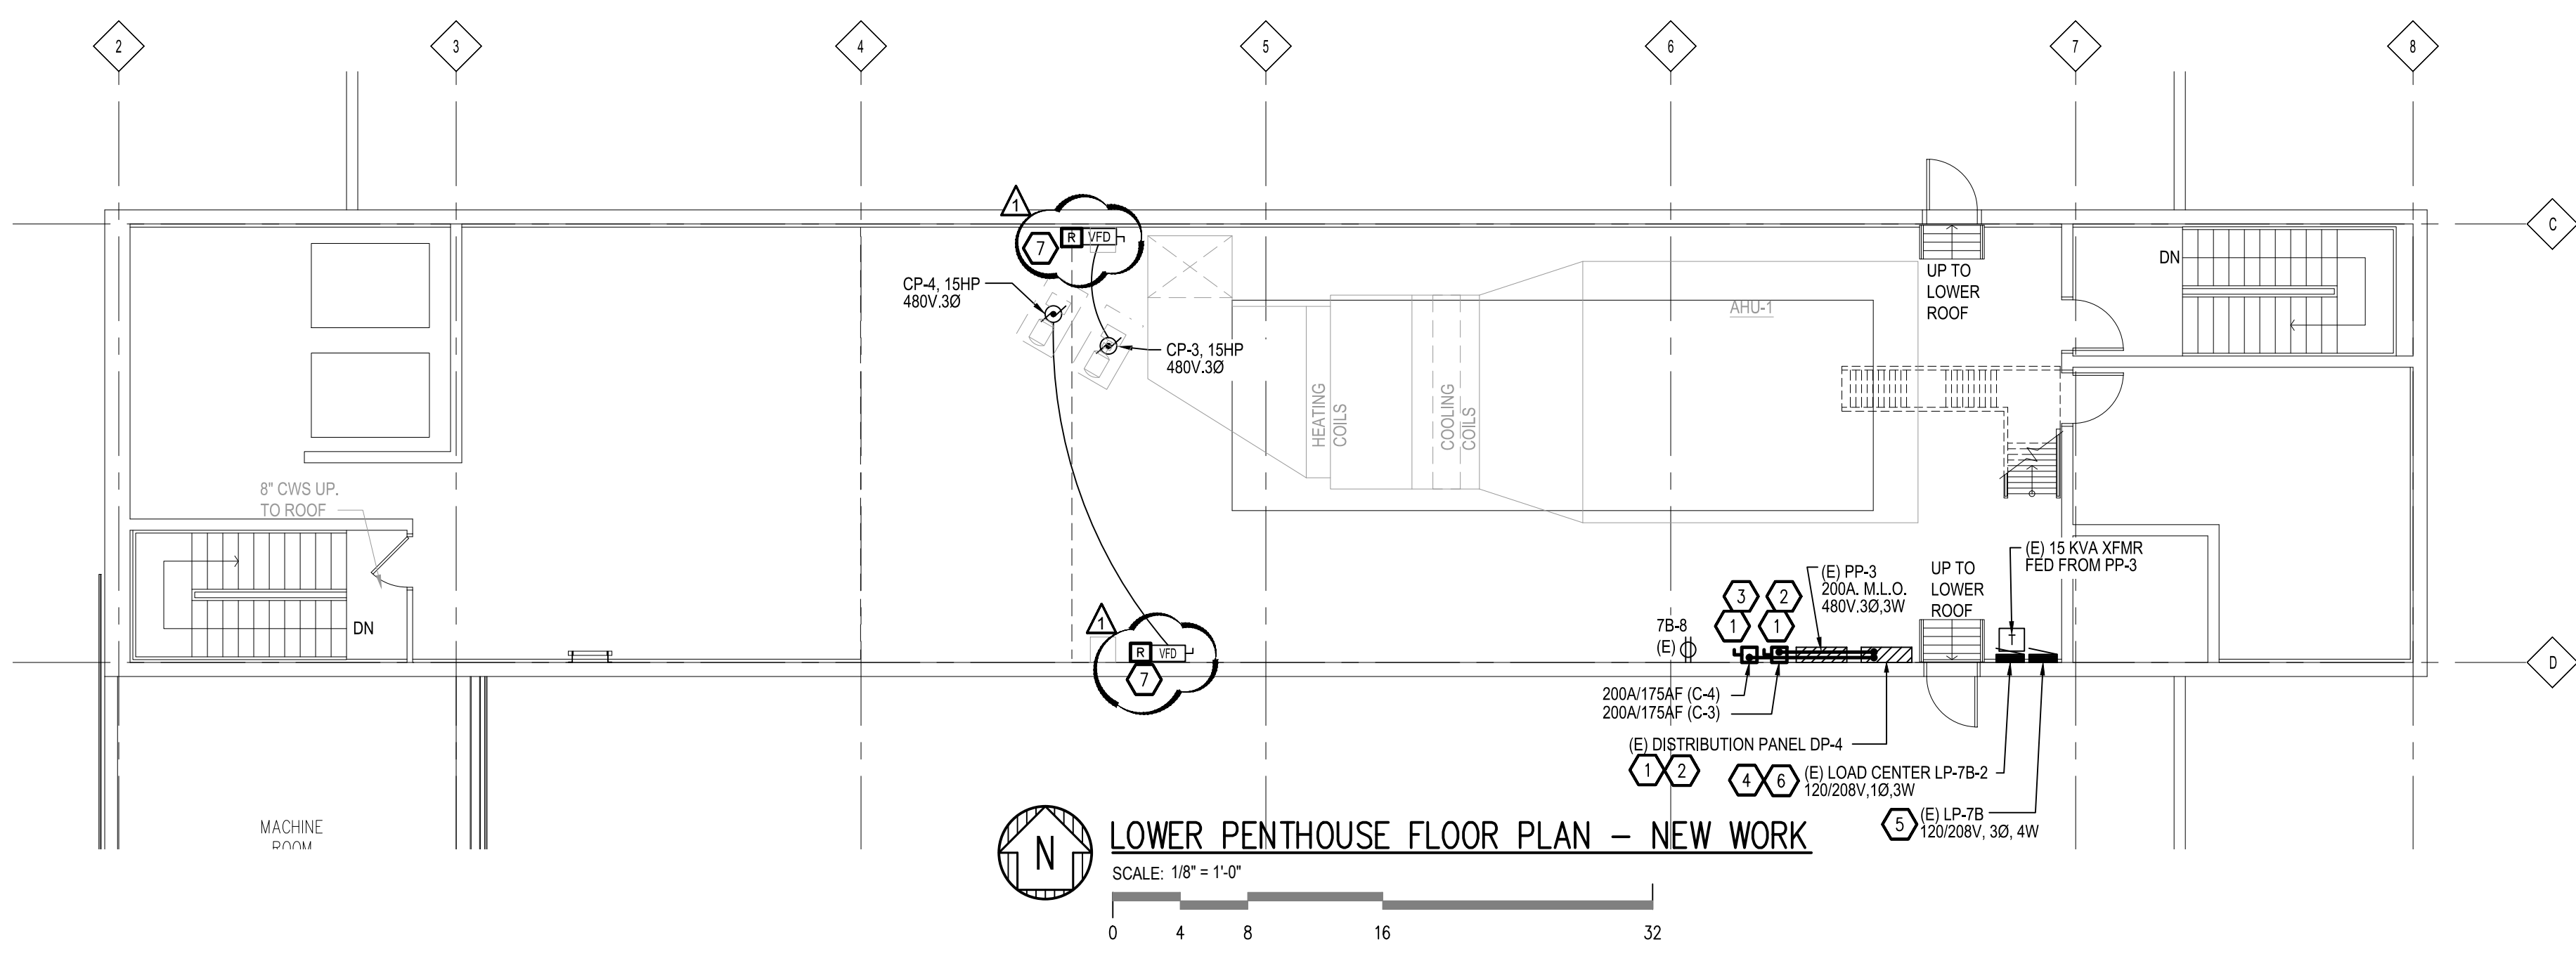 2
3
4
5
6
7
8
C
1
7
R
VFD
CP-4, 15HP
480V.3Ø
CP-3, 15HP
480V.3Ø
AHU-1
HEATING
COILS
COOLING
COILS
UP TO
LOWER
ROOF
DN
8" CWS UP.
TO ROOF
DN
1
R
VFD
7
7B-8
(E)
3
2
1
1
(E) PP-3
200A. M.L.O.
480V.3Ø,3W
UP TO
LOWER
ROOF
(E) 15 KVA XFMR
FED FROM PP-3
T
D
200A/175AF (C-4)
200A/175AF (C-3)
(E) DISTRIBUTION PANEL DP-4
1
2
4
6
(E) LOAD CENTER LP-7B-2
120/208V,1Ø,3W
5
(E) LP-7B
120/208V, 3Ø, 4W
MACHINE
ROOM
N
LOWER PENTHOUSE FLOOR PLAN - NEW WORK
SCALE: 1/8" = 1'-0"
0 4 8 16 32